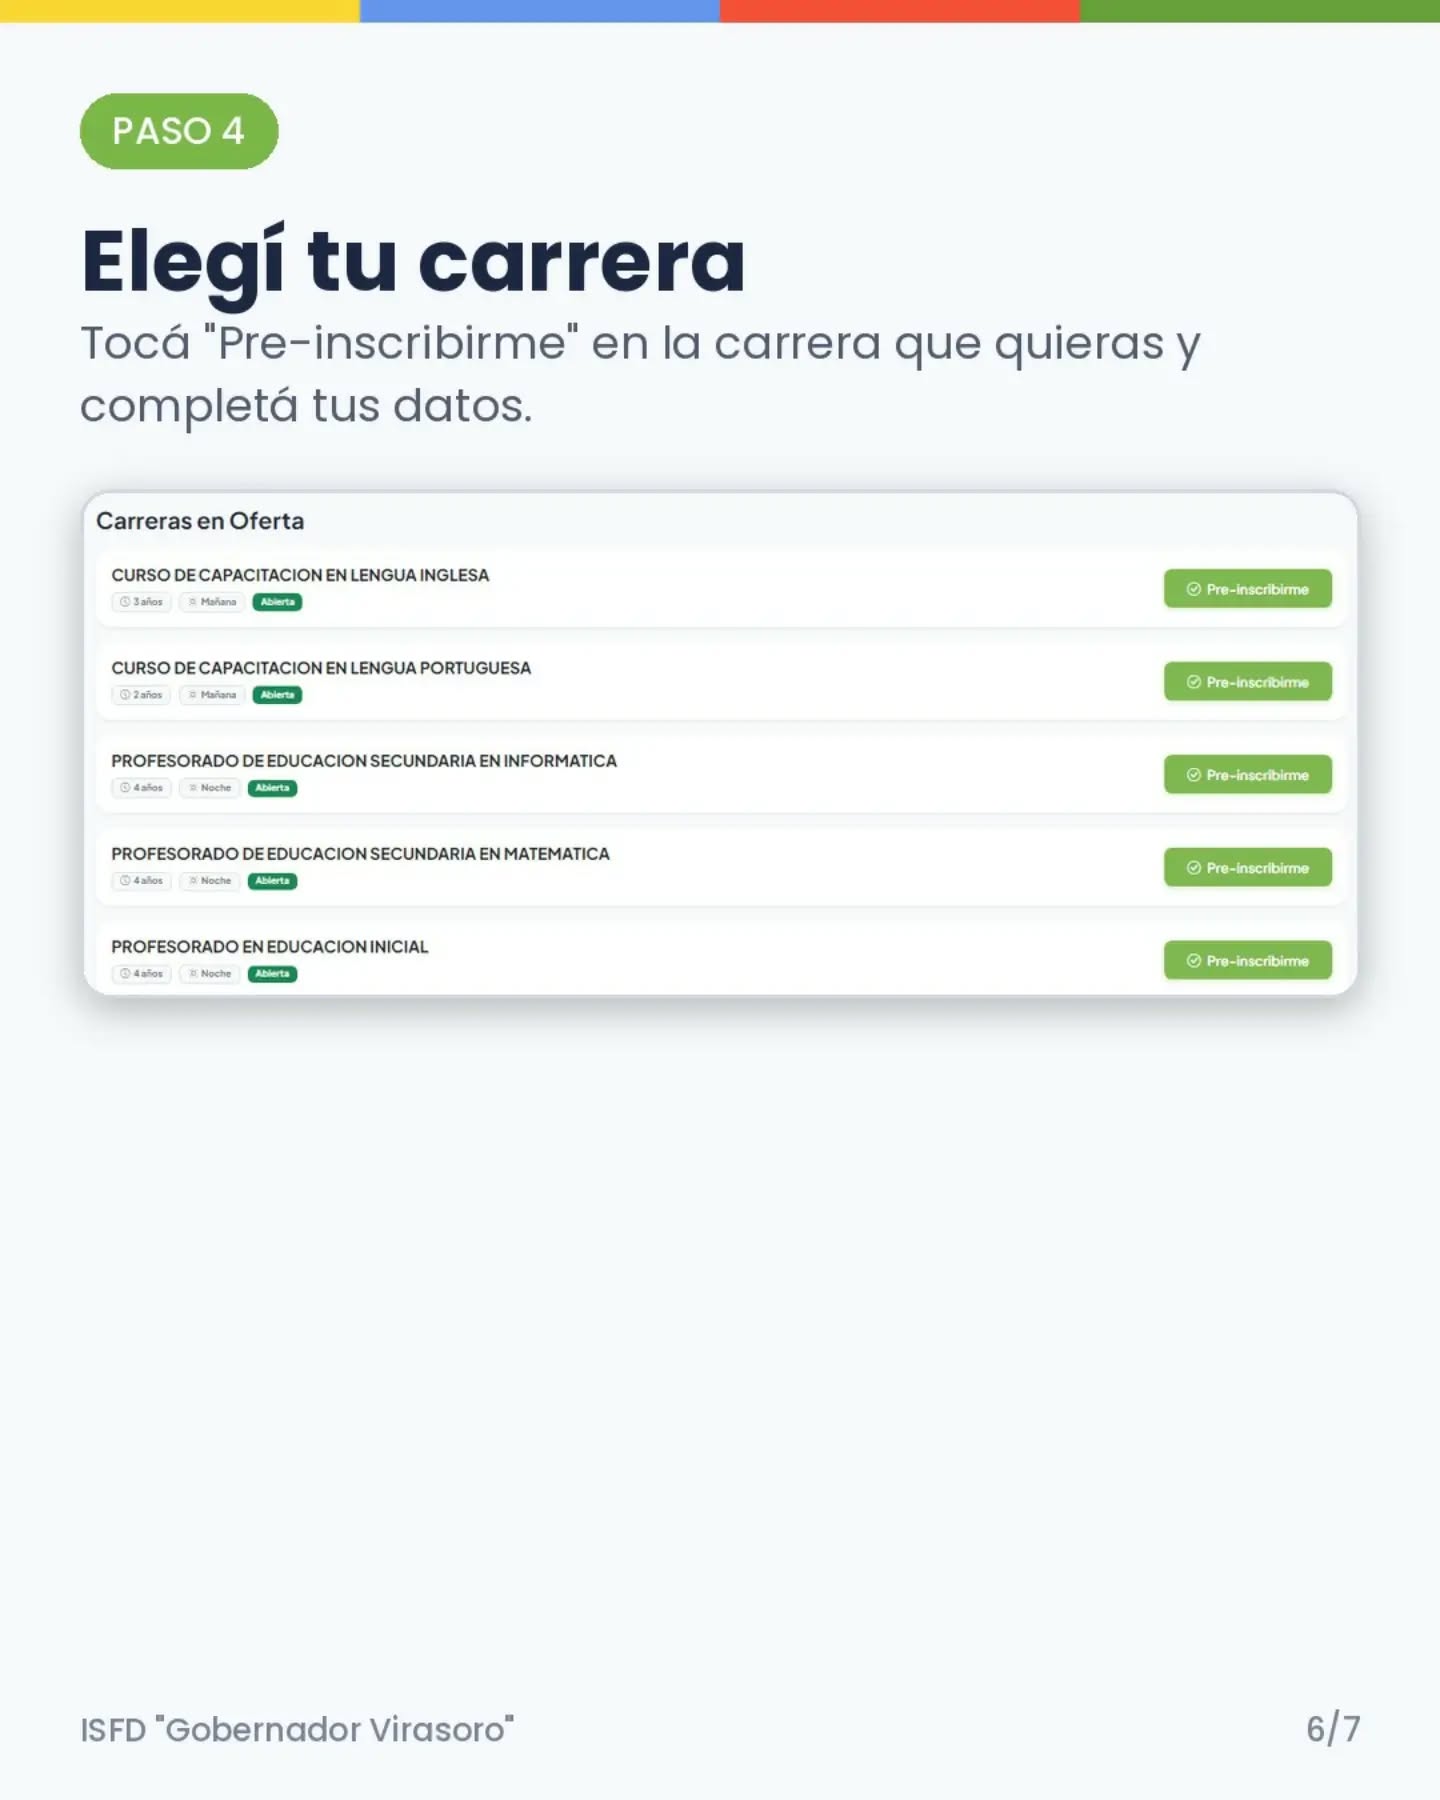 PASO 4
Elegí tu carrera
Tocá "Pre-inscribirme" en la carrera que quieras y
completá tus datos.
Carreras en Oferta
CURSO DE CAPACITACION EN LENGUA INGLESA
3 años Mañana Abierta
Pre-inscribirme
CURSO DE CAPACITACION EN LENGUA PORTUGUESA
2 años Mañana Abierta
Pre-inscribirme
PROFESORADO DE EDUCACION SECUNDARIA EN INFORMATICA
4 años Noche Abierta
Pre-inscribirme
PROFESORADO DE EDUCACION SECUNDARIA EN MATEMATICA
4 años Noche Abierta
Pre-inscribirme
PROFESORADO EN EDUCACION INICIAL
4 años Noche Abierta
Pre-inscribirme
ISFD "Gobernador Virasoro"
6/7